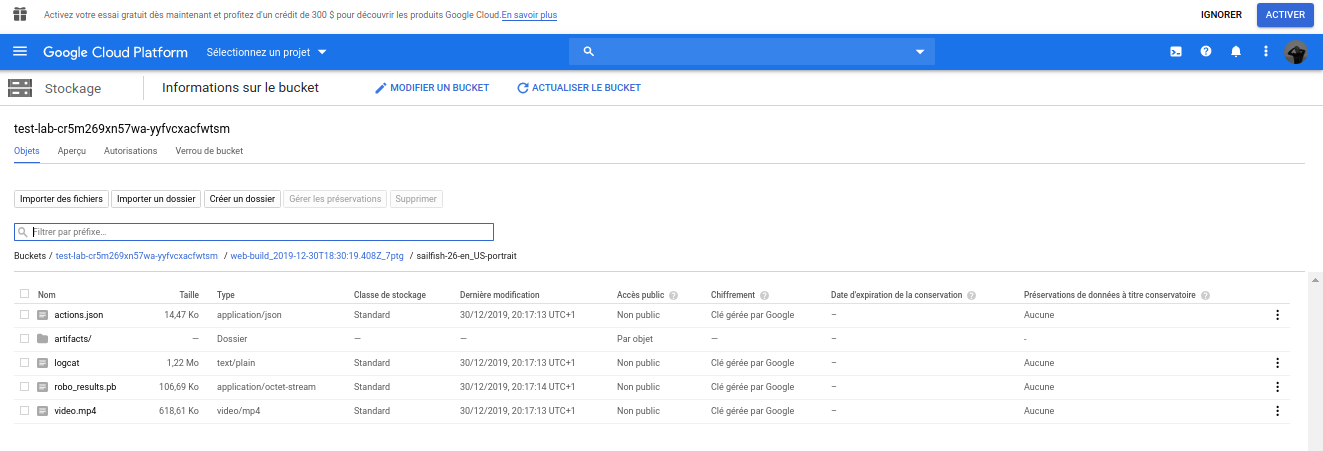 Activez votre essai gratuit dès maintenant et profitez d'un crédit de 300 $ pour découvrir les produits Google Cloud. En savoir plus IGNORER ACTIVER
Google Cloud Platform Sélectionnez un projet
Stockage Informations sur le bucket MODIFIER UN BUCKET ACTUALISER LE BUCKET
test-lab-cr5m269xn57wa-yyfvcxacfwtsm
Objets Aperçu Autorisations Verrou de bucket
Importer des fichiers Importer un dossier Créer un dossier Gérer les préservations Supprimer
Filtrer par préfixe...
Buckets / test-lab-cr5m269xn57wa-yyfvcxacfwtsm / web-build_2019-12-30T18:30:19.408Z_7ptg / sailfish-26-en_US-portrait
Nom Taille Type Classe de stockage Dernière modification Accès public Chiffrement Date d'expiration de la conservation Préservations de données à titre conservatoire
actions.json 14,47 Ko application/json Standard 30/12/2019, 20:17:13 UTC+1 Non public Clé gérée par Google – Aucune
artifacts/ — Dossier — — Par objet — – -
logcat 1,22 Mo text/plain Standard 30/12/2019, 20:17:13 UTC+1 Non public Clé gérée par Google – Aucune
robo_results.pb 106,69 Ko application/octet-stream Standard 30/12/2019, 20:17:14 UTC+1 Non public Clé gérée par Google – Aucune
video.mp4 618,61 Ko video/mp4 Standard 30/12/2019, 20:17:13 UTC+1 Non public Clé gérée par Google – Aucune